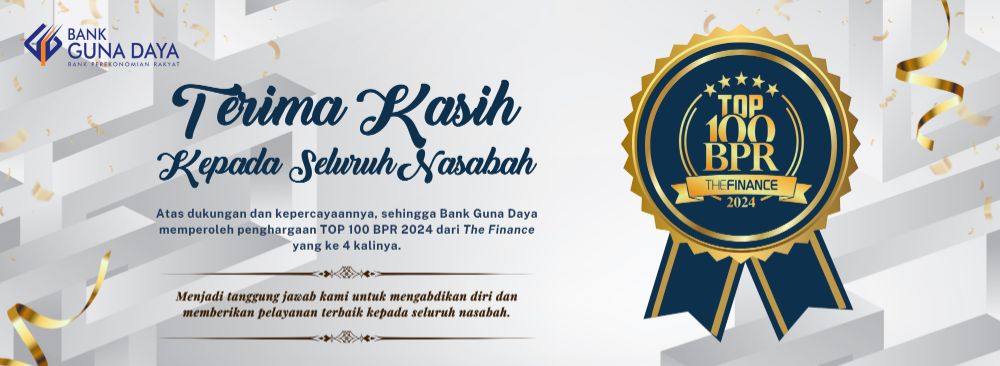 BANK
GUNA DAYA
BANK PEREKONOMIAN RAKYAT
Terima Kasih
Kepada Seluruh Nasabah
Atas dukungan dan kepercayaannya, sehingga Bank Guna Daya
memperoleh penghargaan TOP 100 BPR 2024 dari The Finance
yang ke 4 kalinya.
Menjadi tanggung jawab kami untuk mengabdikan diri dan
memberikan pelayanan terbaik kepada seluruh nasabah.
TOP
100
BPR
THEFINANCE
2024